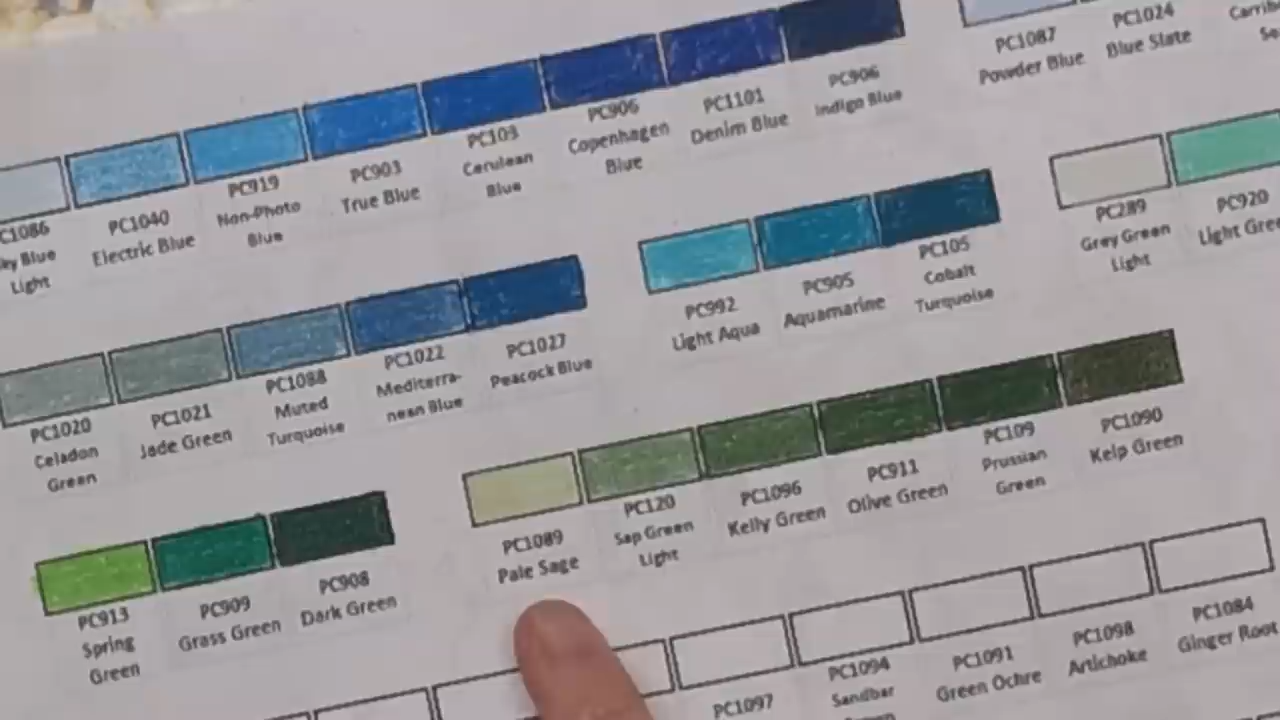 PC1087
Powder Blue
PC1024
Blue Slate
PC1086
Blue
Light
PC1040
Electric Blue
PC919
Non-Photo
Blue
PC903
True Blue
PC103
Cerulean
Blue
PC906
Copenhagen
Blue
PC1101
Denim Blue
PC906
Indigo Blue
PC1020
Celadon
Green
PC1021
Jade Green
PC1088
Muted
Turquoise
PC1022
Mediterra-
nean Blue
PC1027
Peacock Blue
PC992
Light Aqua
PC905
Aquamarine
PC105
Cobalt
Turquoise
PC289
Grey Green
Light
PC920
Light
PC913
Spring
Green
PC909
Grass Green
PC908
Dark Green
PC1089
Pale Sage
PC120
Sap Green
Light
PC1096
Kelly Green
PC911
Olive Green
PC109
Prussian
Green
PC1090
Kelp Green
PC1097
PC1094
Sandbar
PC1091
Green Ochre
PC1098
Artichoke
PC1084
Ginger Root